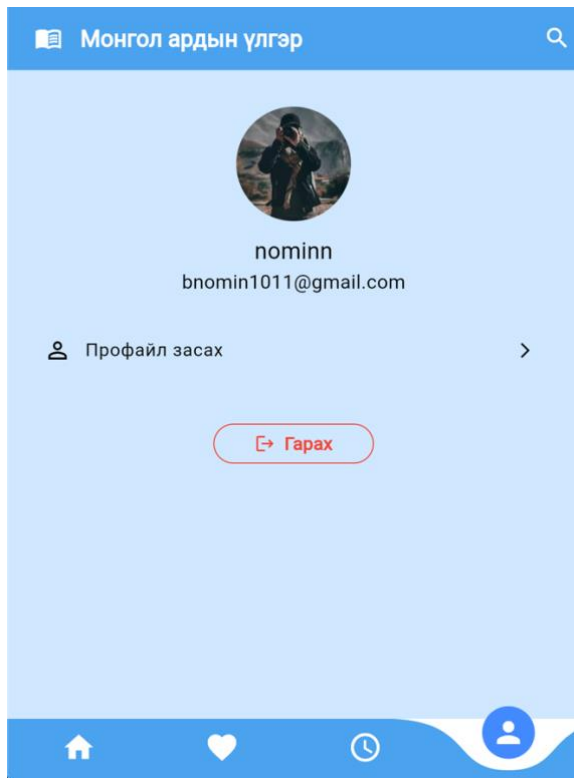 Монгол ардын үлгэр
nominn
bnomin1011@gmail.com
Профайл засах
Гарах